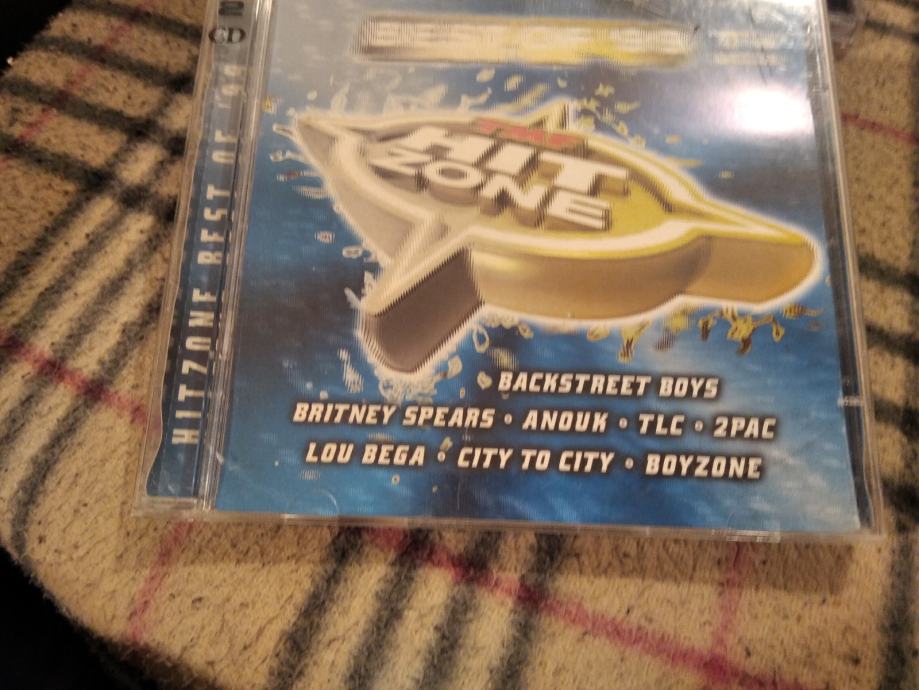 2
CD
HITZONE BEST OF '99
BEST OF '99
THE
HIT
ZONE
BACKSTREET BOYS
BRITNEY SPEARS • ANOUK • TLC • 2PAC
LOU BEGA • CITY TO CITY • BOYZONE